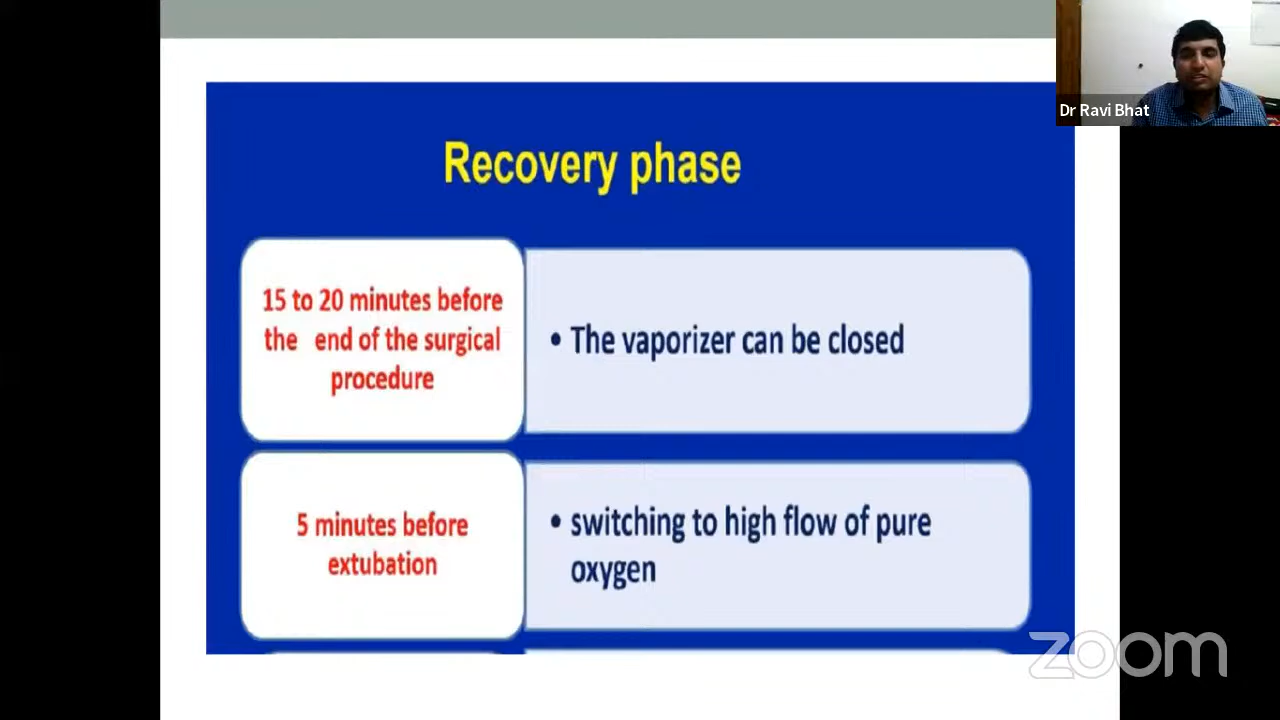 Dr Ravi Bhat
Recovery phase
15 to 20 minutes before
the end of the surgical
procedure
• The vaporizer can be closed
5 minutes before
extubation
• switching to high flow of pure
oxygen
zoom